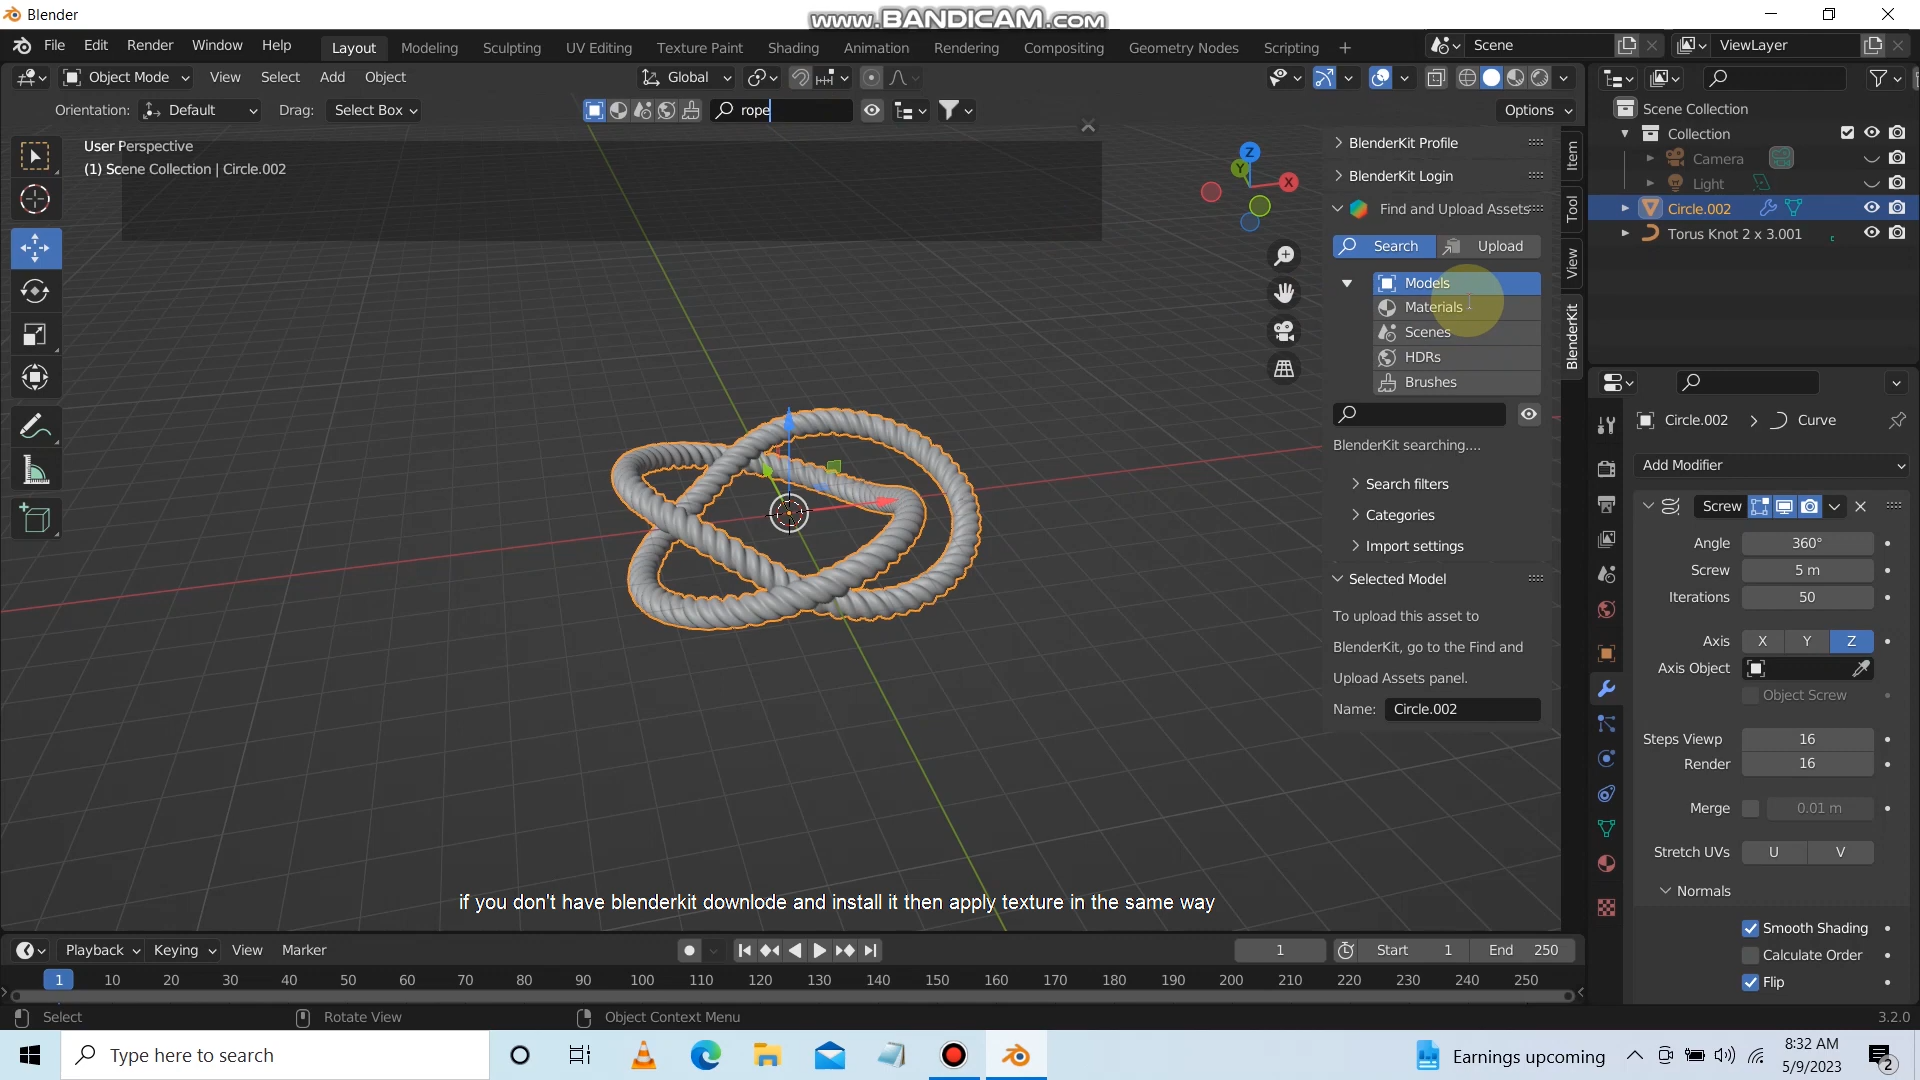 Blender
www.BANDICAM.com
File Edit Render Window Help Layout Modeling Sculpting UV Editing Texture Paint Shading Animation Rendering Compositing Geometry Nodes Scripting + Scene ViewLayer
Object Mode View Select Add Object Global
Orientation: Default Drag: Select Box rope Options
User Perspective
(1) Scene Collection | Circle.002
Z
Y
X
BlenderKit Profile
BlenderKit Login
Find and Upload Assets
Search Upload
Models
Materials
Scenes
HDRs
Brushes
BlenderKit searching....
Search filters
Categories
Import settings
Selected Model
To upload this asset to
BlenderKit, go to the Find and
Upload Assets panel.
Name: Circle.002
Item
Tool
View
BlenderKit
Scene Collection
Collection
Camera
Light
Circle.002
Torus Knot 2 x 3.001
Circle.002 > Curve
Add Modifier
Screw
Angle 360°
Screw 5 m
Iterations 50
Axis X Y Z
Axis Object
Object Screw
Steps Viewp 16
Render 16
Merge 0.01 m
Stretch UVs U V
Normals
Smooth Shading
Calculate Order
Flip
if you don't have blenderkit downlode and install it then apply texture in the same way
Playback Keying View Marker 1 Start 1 End 250
1 10 20 30 40 50 60 70 80 90 100 110 120 130 140 150 160 170 180 190 200 210 220 230 240 250
Select Rotate View Object Context Menu 3.2.0
Type here to search Earnings upcoming 8:32 AM
5/9/2023
2